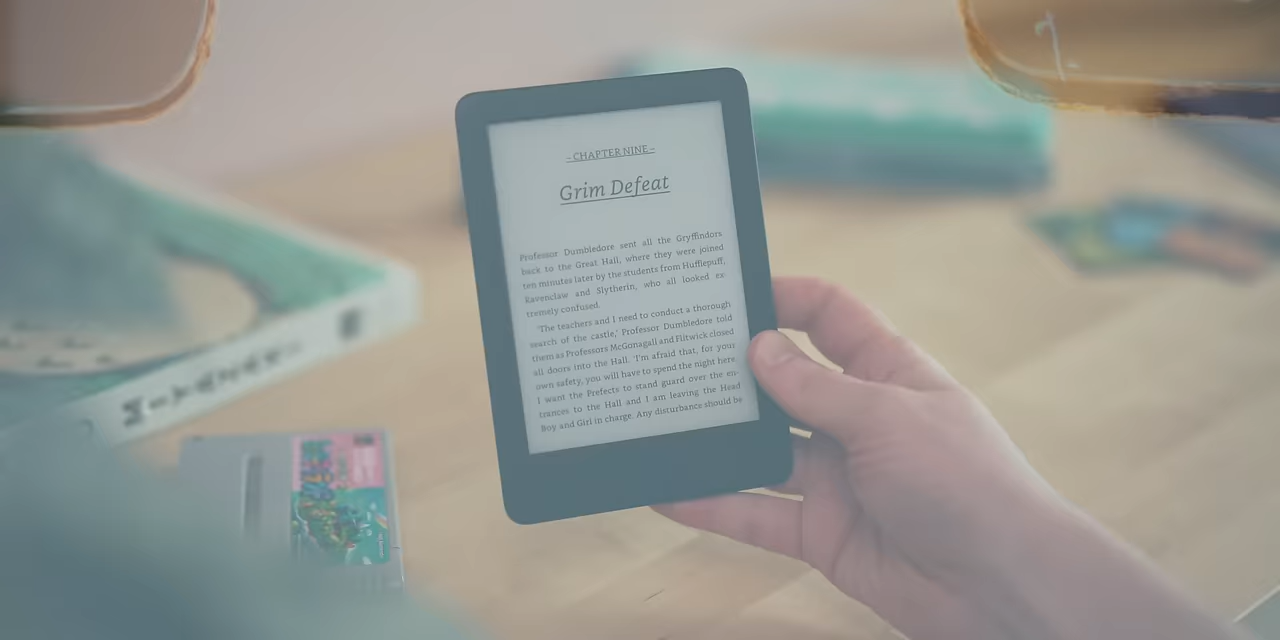 ~ CHAPTER NINE ~
Grim Defeat
Professor Dumbledore sent all the Gryffindors
back to the Great Hall, where they were joined
ten minutes later by the students from Hufflepuff,
Ravenclaw and Slytherin, who all looked ex-
tremely confused.
‘The teachers and I need to conduct a thorough
search of the castle,’ Professor Dumbledore told
them as Professors McGonagall and Flitwick closed
all doors into the Hall. ‘I'm afraid that, for your
own safety, you will have to spend the night here.
I want the Prefects to stand guard over the en-
trances to the Hall and I am leaving the Head
Boy and Girl in charge. Any disturbance should be